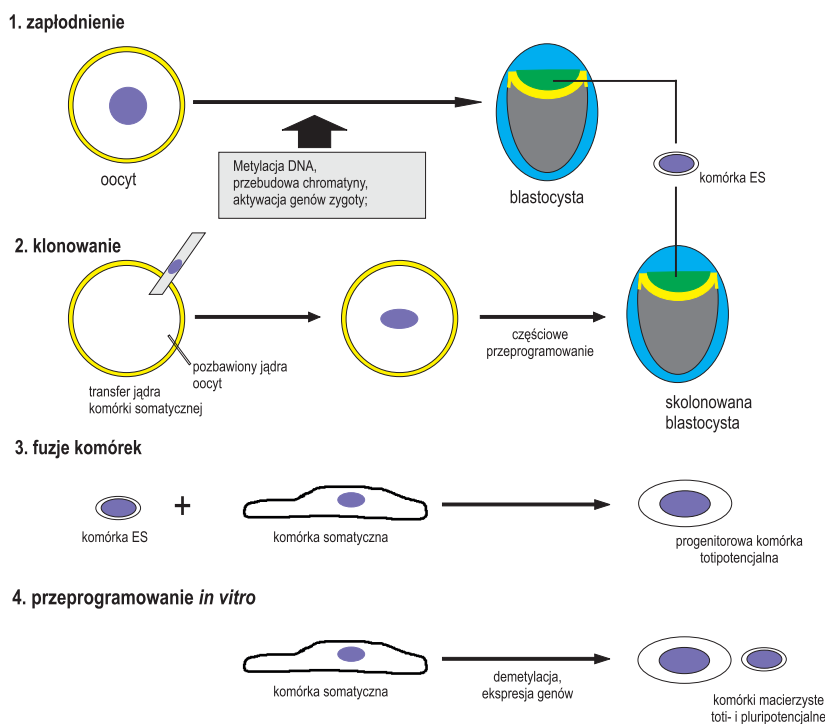 1. zapłodnienie
oocyt
Metylacja DNA,
przebudowa chromatyny,
aktywacja genów zygoty;
blastocysta
komórka ES
2. klonowanie
pozbawiony jądra
oocyt
transfer jądra
komórki somatycznej
częściowe
przeprogramowanie
skolonowana
blastocysta
3. fuzje komórek
komórka ES
+
komórka somatyczna
progenitorowa komórka
totipotencjalna
4. przeprogramowanie in vitro
komórka somatyczna
demetylacja,
ekspresja genów
komórki macierzyste
toti- i pluripotencjalne